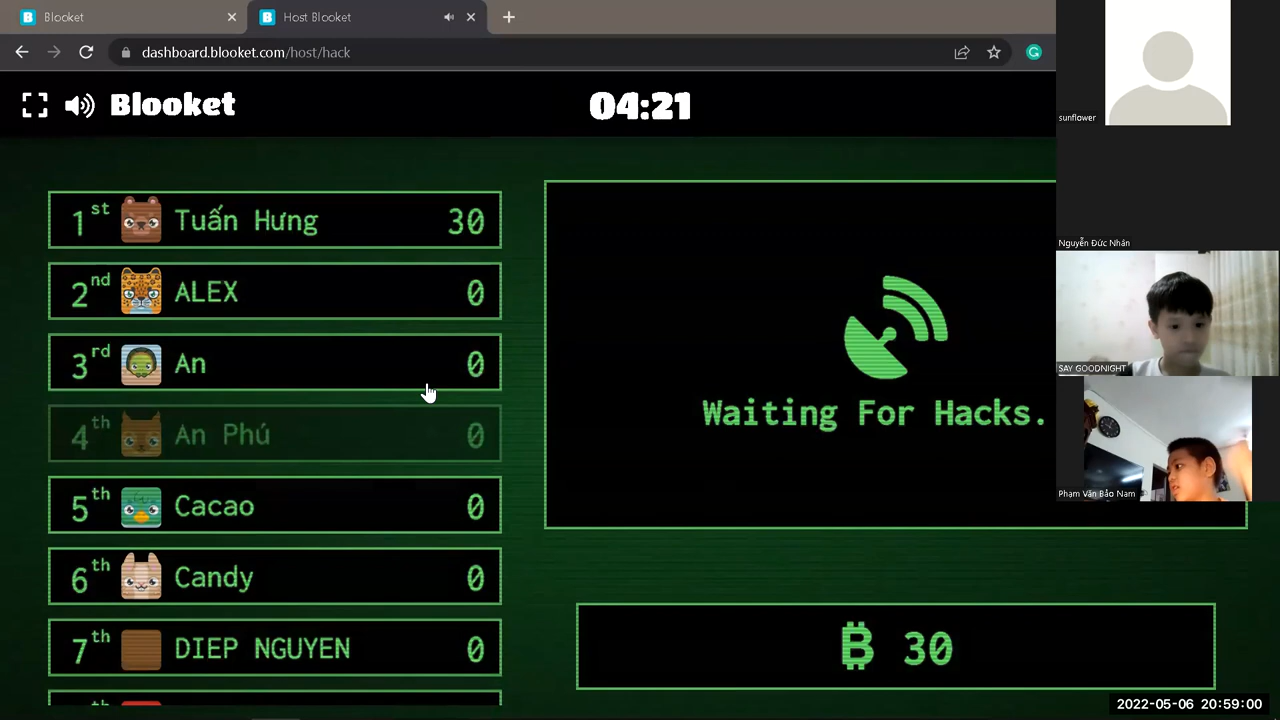 Blooket
Host Blooket
dashboard.blooket.com/host/hack
Blooket
04:21
1st Tuấn Hưng 30
2nd ALEX 0
3rd An 0
4th An Phú 0
5th Cacao 0
6th Candy 0
7th DIEP NGUYEN 0
th
Waiting For Hacks.
30
sunflower
Nguyễn Đức Nhân
SAY GOODNIGHT
Phạm Văn Bảo Nam
2022-05-06 20:59:00